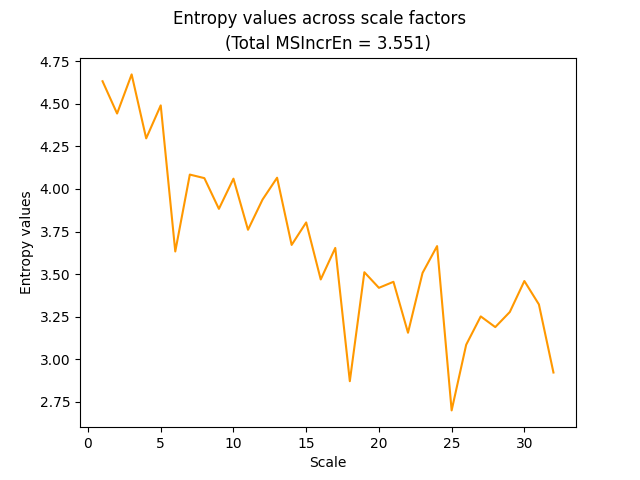 Entropy values across scale factors
(Total MSIncrEn = 3.551)
4.75
4.50
4.25
4.00
3.75
3.50
3.25
3.00
2.75
Entropy values
0 5 10 15 20 25 30
Scale